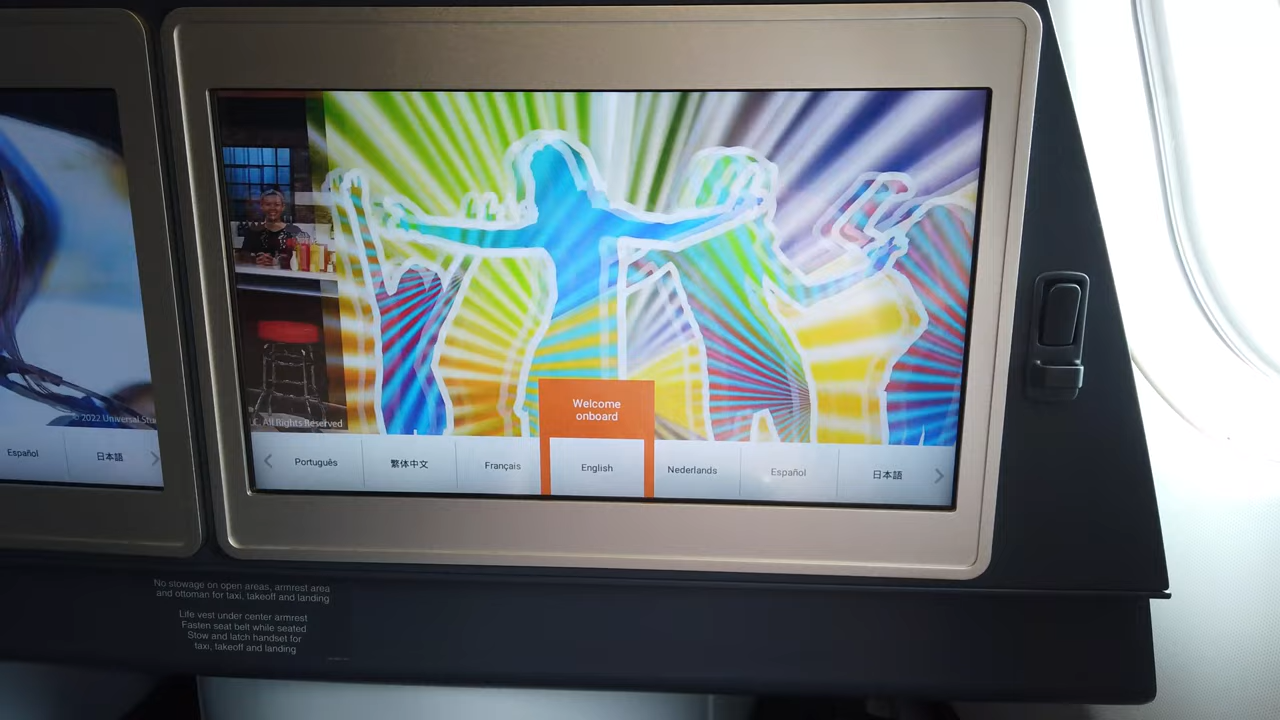 © 2022 Universal Stu
Español
日本語
. All Rights Reserved
Welcome
onboard
Português
繁体中文
Français
English
Nederlands
Español
日本語
No stowage on open areas, armrest area
and ottoman for taxi, takeoff and landing
Life vest under center armrest
Fasten seat belt while seated
Stow and latch handset for
taxi, takeoff and landing